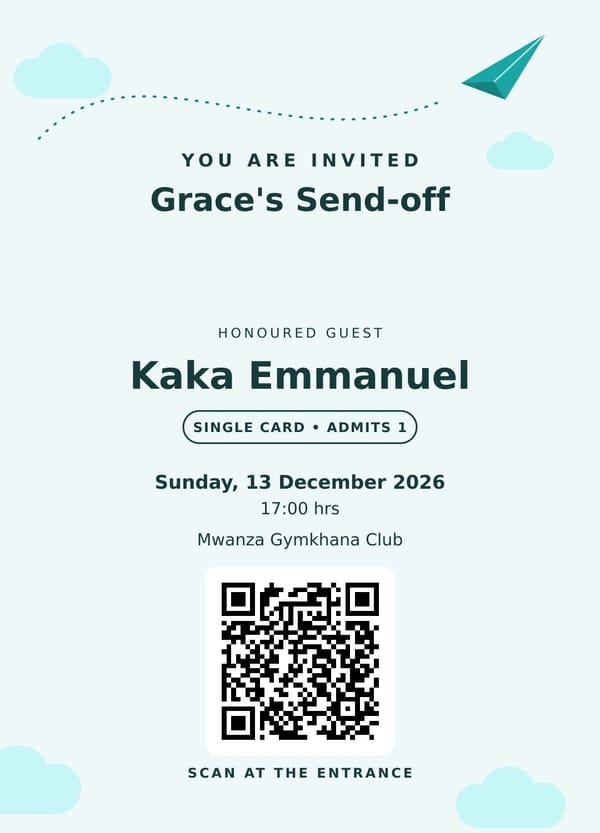 YOU ARE INVITED
Grace's Send-off
HONOURED GUEST
Kaka Emmanuel
SINGLE CARD • ADMITS 1
Sunday, 13 December 2026
17:00 hrs
Mwanza Gymkhana Club
SCAN AT THE ENTRANCE